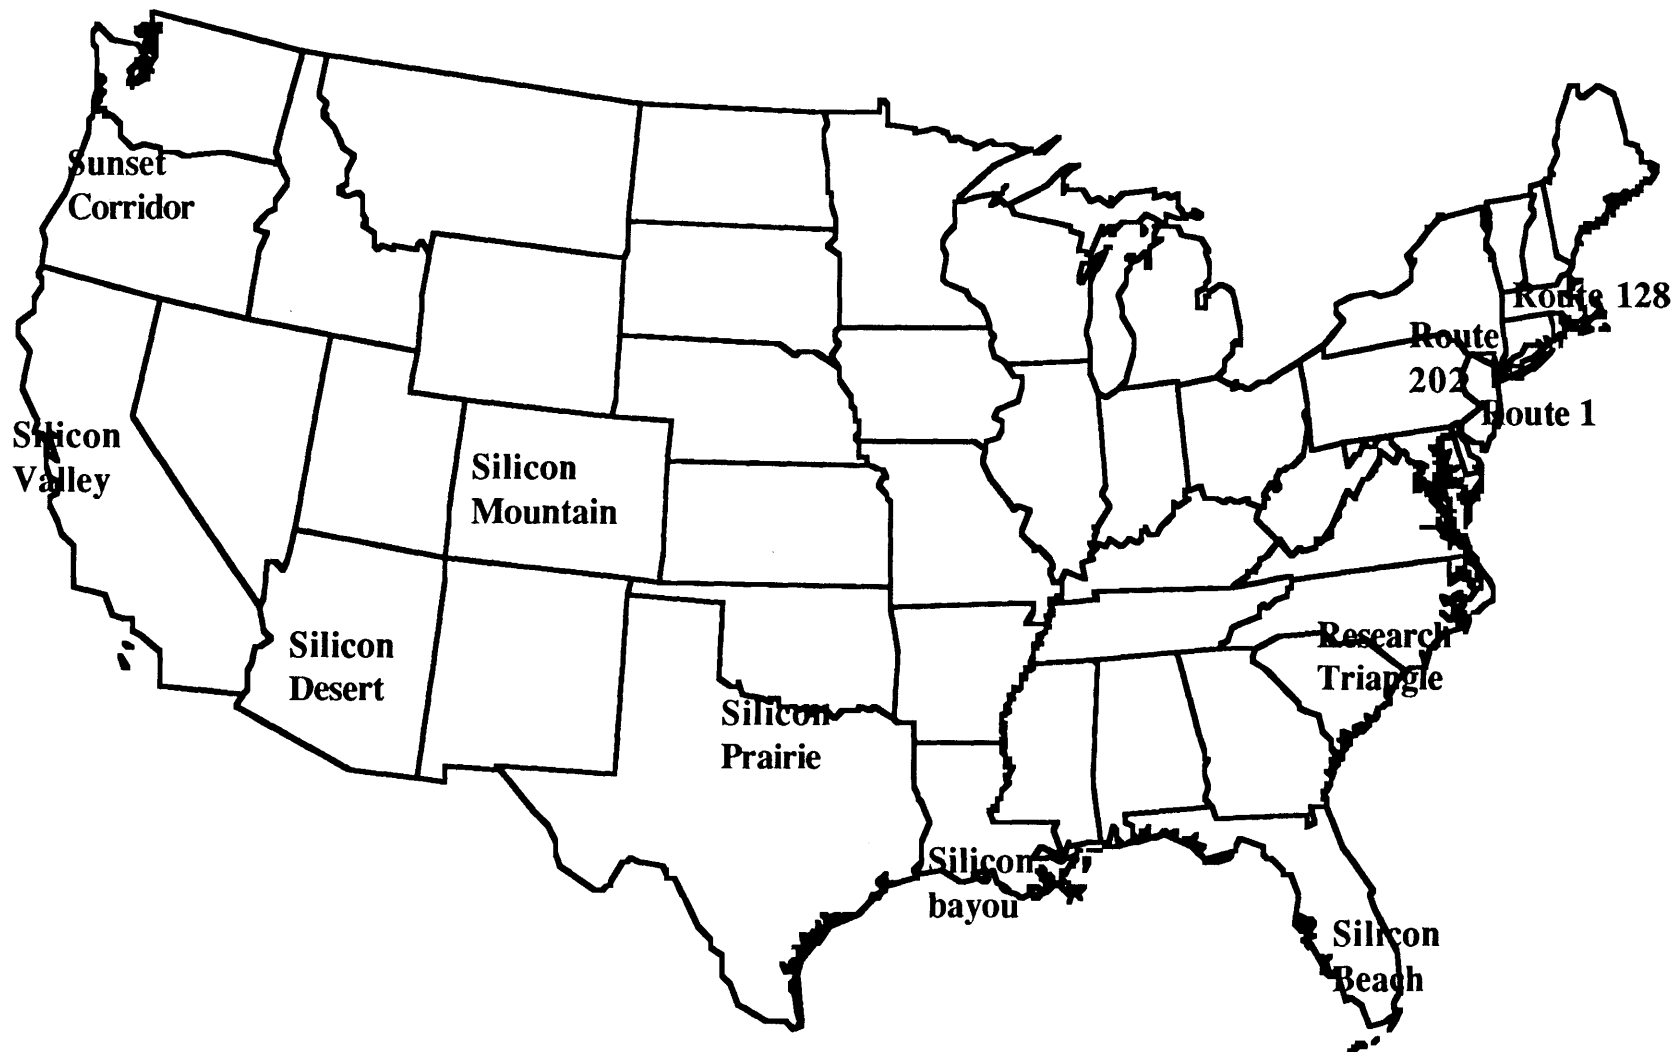 Sunset
Corridor
Route 128
Route
202
Route 1
Silicon
Valley
Silicon
Mountain
Silicon
Desert
Research
Triangle
Silicon
Prairie
Silicon
bayou
Silicon
Beach